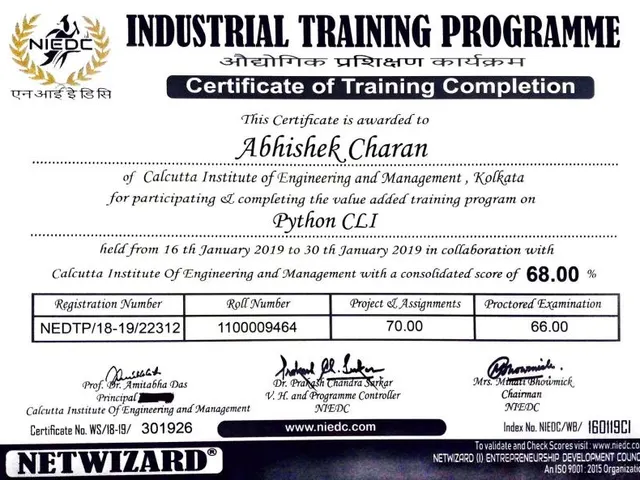 NIEDC
एन आई ई डि सि
INDUSTRIAL TRAINING PROGRAMME
औद्योगिक प्रशिक्षण कार्यक्रम
Certificate of Training Completion
This Certificate is awarded to
Abhishek Charan
of Calcutta Institute of Engineering and Management , Kolkata
for participating & completing the value added training program on
Python CLI
held from 16 th January 2019 to 30 th January 2019 in collaboration with
Calcutta Institute Of Engineering and Management with a consolidated score of 68.00 %
Registration Number Roll Number Project & Assignments Proctored Examination
NEDTP/18-19/22312 1100009464 70.00 66.00
Prof. Dr. Amitabha Das
Principal
Calcutta Institute Of Engineering and Management
Dr. Prakash Chandra Sarkar
V. H. and Programme Controller
NIEDC
Mrs. Minati Bhowmick
Chairman
NIEDC
Certificate No. WS/18-19/ 301926
www.niedc.com
Index No. NIEDC/WB/ 160119CI
NETWIZARD®
To validate and Check Scores visit : www.niedc.co
NETWIZARD (I) ENTREPRENEURSHIP DEVELOPMENT COUNC
An ISO 9001 : 2015 Organizat